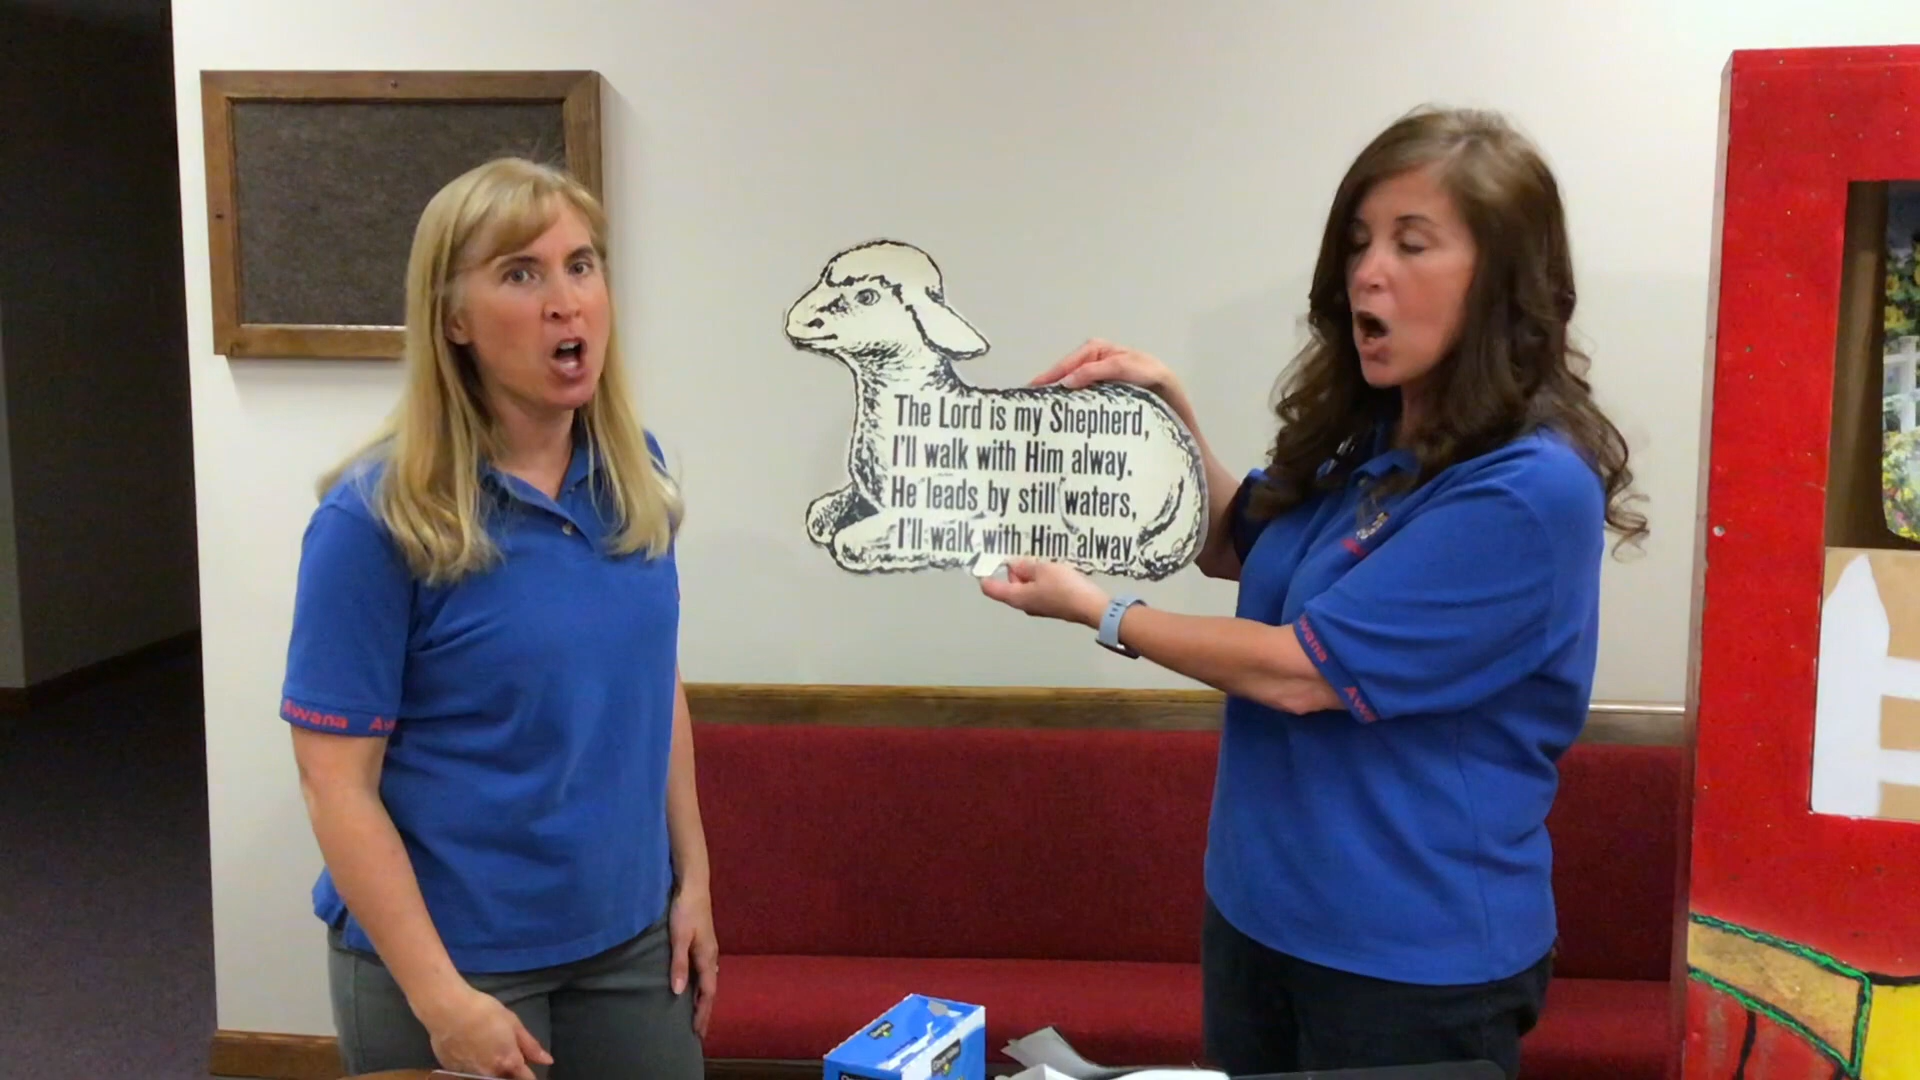 The Lord is my Shepherd,
I'll walk with Him alway.
He leads by still waters,
I'll walk with Him alway
Awana
Awana